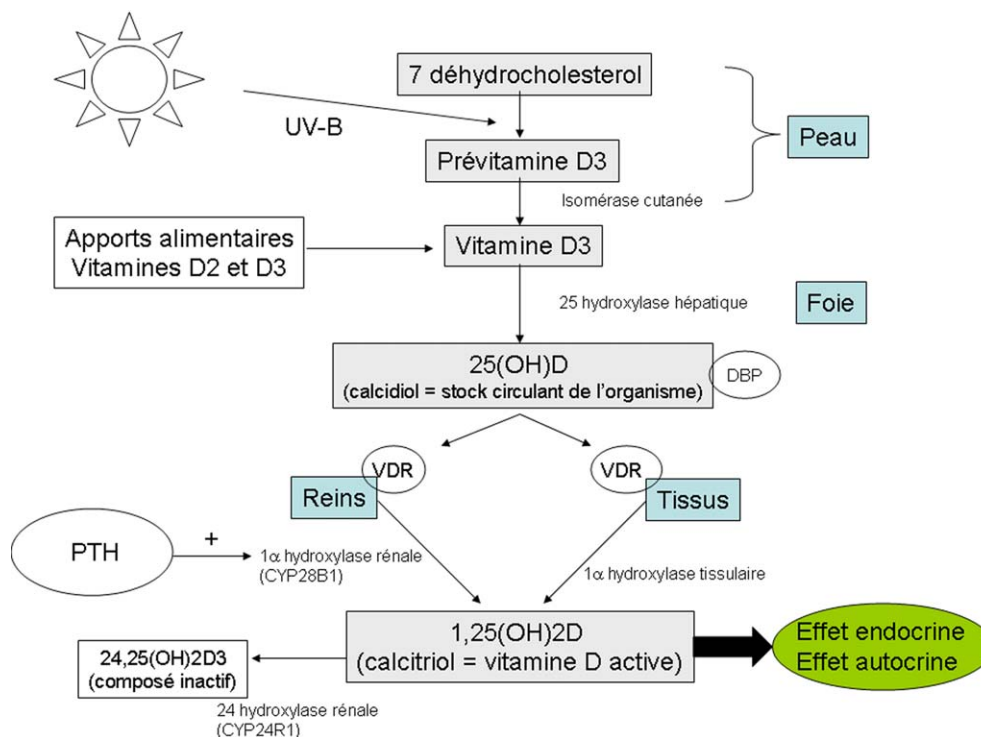 7 déhydrocholesterol
UV-B
Peau
Prévitamine D3
Isomérase cutanée
Apports alimentaires
Vitamines D2 et D3
Vitamine D3
25 hydroxylase hépatique
Foie
25(OH)D
(calcidiol = stock circulant de l'organisme)
DBP
VDR
VDR
Reins
Tissus
PTH
+
1α hydroxylase rénale
(CYP28B1)
1α hydroxylase tissulaire
1,25(OH)2D
(calcitriol = vitamine D active)
Effet endocrine
Effet autocrine
24,25(OH)2D3
(composé inactif)
24 hydroxylase rénale
(CYP24R1)